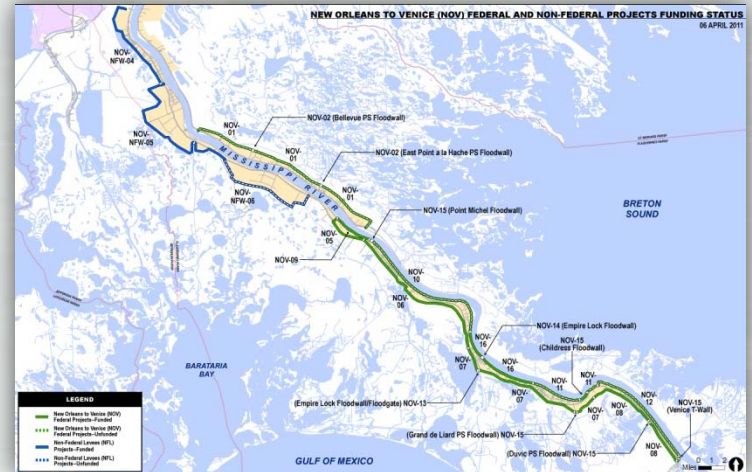 NEW ORLEANS TO VENICE (NOV) FEDERAL AND NON-FEDERAL PROJECTS FUNDING STATUS
06 APRIL 2011
NOV-
NFW-04
NOV-02 (Bellevue PS Floodwall)
NOV-
01
NOV-
NFW-05
NOV-
01
NOV-02 (East Point a la Hache PS Floodwall)
MISSISSIPPI RIVER
NOV-
NFW-06
NOV-
01
BRETON
SOUND
NOV-15 (Point Michel Floodwall)
NOV-
05
NOV-09
NOV-
10
NOV-
06
NOV-14 (Empire Lock Floodwall)
NOV-15
(Childress Floodwall)
NOV-
16
NOV-
16
BARATARIA
BAY
NOV-
07
NOV-
07
NOV-
11
NOV-
11
NOV-
07
NOV-
08
NOV-
12
NOV-15
(Venice T-Wall)
(Empire Lock Floodwall/Floodgate) NOV-13
(Grand de Liard PS Floodwall) NOV-15
(Duvic PS Floodwall) NOV-15
NOV-
08
GULF OF MEXICO
LEGEND
New Orleans to Venice (NOV)
Federal Projects--Funded
New Orleans to Venice (NOV)
Federal Projects--Unfunded
Non-Federal Levees (NFL)
Projects--Funded
Non-Federal Levees (NFL)
Projects--Unfunded
0 1 2
Miles